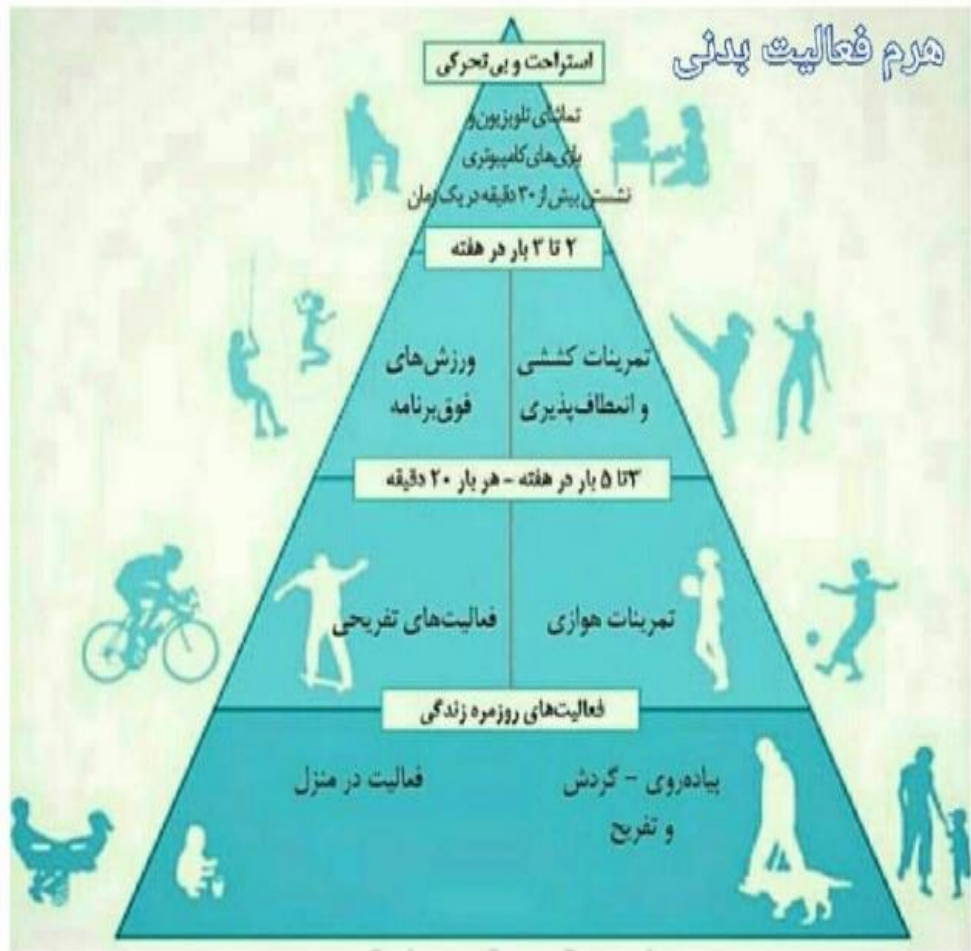 هرم فعالیت بدنی
استراحت و بی‌تحرکی
تماشای تلویزیون و
بازی‌های کامپیوتری
نشستن بیش از ۳۰ دقیقه در یک زمان
۲ تا ۳ بار در هفته
تمرینات کششی
و انعطاف‌پذیری
ورزش‌های
فوق‌برنامه
۳ تا ۵ بار در هفته - هر بار ۲۰ دقیقه
تمرینات هوازی
فعالیت‌های تفریحی
فعالیت‌های روزمره زندگی
پیاده‌روی - گردش
و تفریح
فعالیت در منزل